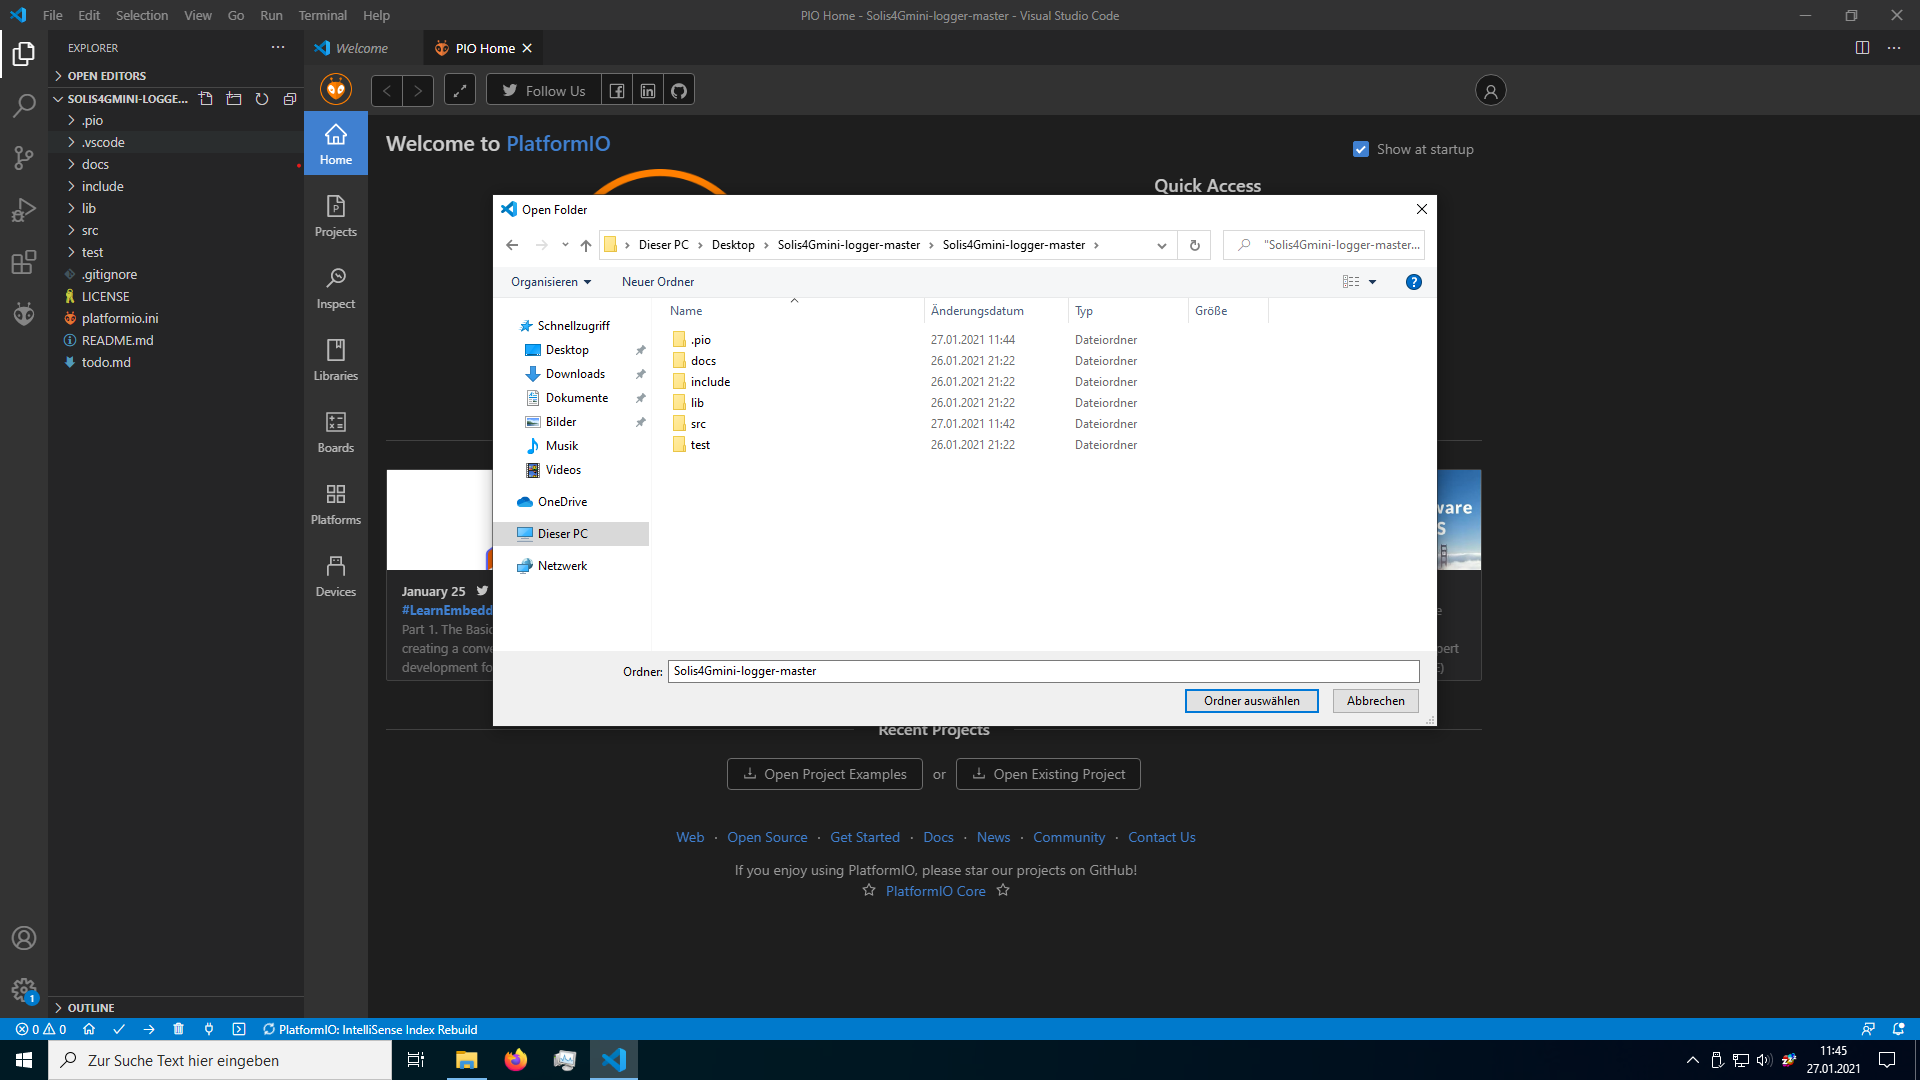 File Edit Selection View Go Run Terminal Help
PIO Home - Solis4Gmini-logger-master - Visual Studio Code
EXPLORER
Welcome
PIO Home
OPEN EDITORS
SOLIS4GMINI-LOGGE...
.pio
.vscode
docs
include
lib
src
test
.gitignore
LICENSE
platformio.ini
README.md
todo.md
OUTLINE
Follow Us
Home
Projects
Inspect
Libraries
Boards
Platforms
Devices
Welcome to PlatformIO
Show at startup
Quick Access
Open Folder
Dieser PC
Desktop
Solis4Gmini-logger-master
Solis4Gmini-logger-master
"Solis4Gmini-logger-master...
Organisieren
Neuer Ordner
?
Name Änderungsdatum Typ Größe
.pio 27.01.2021 11:44 Dateiordner
docs 26.01.2021 21:22 Dateiordner
include 26.01.2021 21:22 Dateiordner
lib 26.01.2021 21:22 Dateiordner
src 27.01.2021 11:42 Dateiordner
test 26.01.2021 21:22 Dateiordner
Schnellzugriff
Desktop
Downloads
Dokumente
Bilder
Musik
Videos
OneDrive
Dieser PC
Netzwerk
Ordner: Solis4Gmini-logger-master
Ordner auswählen
Abbrechen
January 25
#LearnEmbedd
Part 1. The Basic
creating a conve
development fo
ware
S
e
pert
E)
Recent Projects
Open Project Examples or Open Existing Project
Web · Open Source · Get Started · Docs · News · Community · Contact Us
If you enjoy using PlatformIO, please star our projects on GitHub!
PlatformIO Core
1
0 0 PlatformIO: IntelliSense Index Rebuild
Zur Suche Text hier eingeben
11:45
27.01.2021